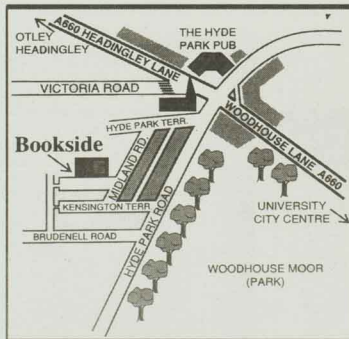 OTLEY
HEADINGLEY
A660 HEADINGLEY LANE
THE HYDE
PARK PUB
VICTORIA ROAD
HYDE PARK TERR.
WOODHOUSE LANE A660
Bookside
MIDLAND RD.
KENSINGTON TERR.
BRUDENELL ROAD
HYDE PARK ROAD
UNIVERSITY
CITY CENTRE
WOODHOUSE MOOR
(PARK)